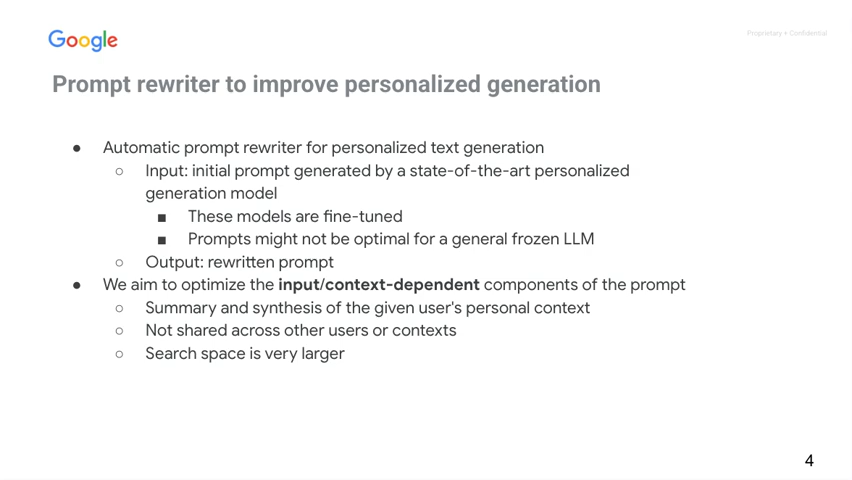 Google
Proprietary + Confidential
Prompt rewriter to improve personalized generation
● Automatic prompt rewriter for personalized text generation
○ Input: initial prompt generated by a state-of-the-art personalized
generation model
■ These models are fine-tuned
■ Prompts might not be optimal for a general frozen LLM
○ Output: rewritten prompt
● We aim to optimize the input/context-dependent components of the prompt
○ Summary and synthesis of the given user's personal context
○ Not shared across other users or contexts
○ Search space is very larger
4